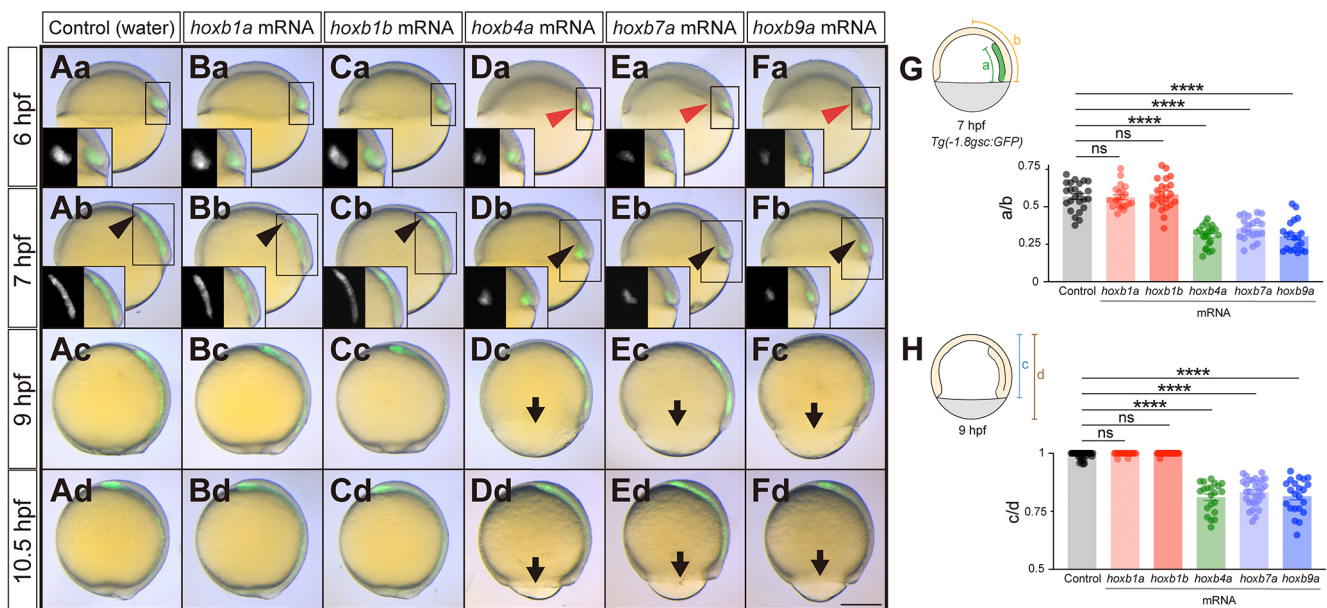 Control (water) hoxb1a mRNA hoxb1b mRNA hoxb4a mRNA hoxb7a mRNA hoxb9a mRNA
6 hpf
Aa Ba Ca Da Ea Fa
7 hpf
Ab Bb Cb Db Eb Fb
9 hpf
Ac Bc Cc Dc Ec Fc
10.5 hpf
Ad Bd Cd Dd Ed Fd
G
a
b
7 hpf
Tg(-1.8gsc:GFP)
****
****
****
ns
ns
a/b
0.75
0.5
0.25
0
Control hoxb1a hoxb1b hoxb4a hoxb7a hoxb9a
mRNA
H
c
d
9 hpf
****
****
****
ns
ns
c/d
1
0.75
0.5
Control hoxb1a hoxb1b hoxb4a hoxb7a hoxb9a
mRNA